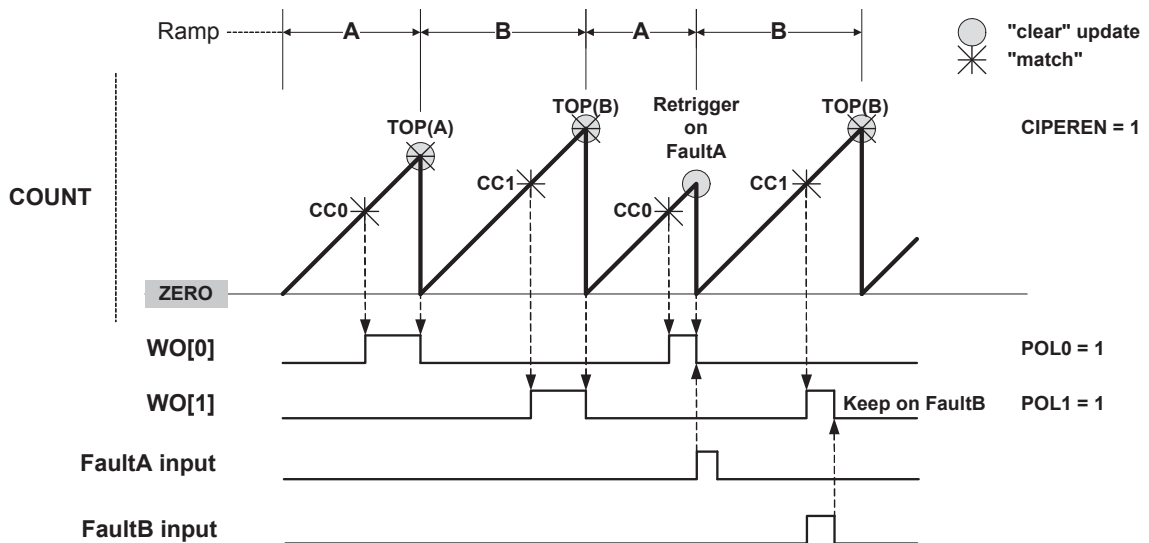 Ramp
A
B
A
B
"clear" update
"match"
TOP(A)
TOP(B)
Retrigger
on
FaultA
TOP(B)
CIPEREN = 1
COUNT
CC0
CC1
CC0
CC1
ZERO
WO[0]
POL0 = 1
WO[1]
Keep on FaultB
POL1 = 1
FaultA input
FaultB input